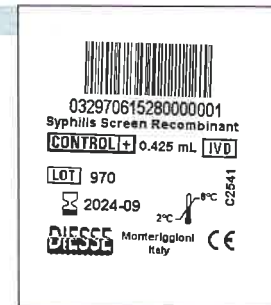 032970615280000001
Syphilis Screen Recombinant
CONTROL + 0.425 mL IVD
LOT 970
2024-09
2°C 8°C
C2541
DIESSE Monteriggioni
Italy CE